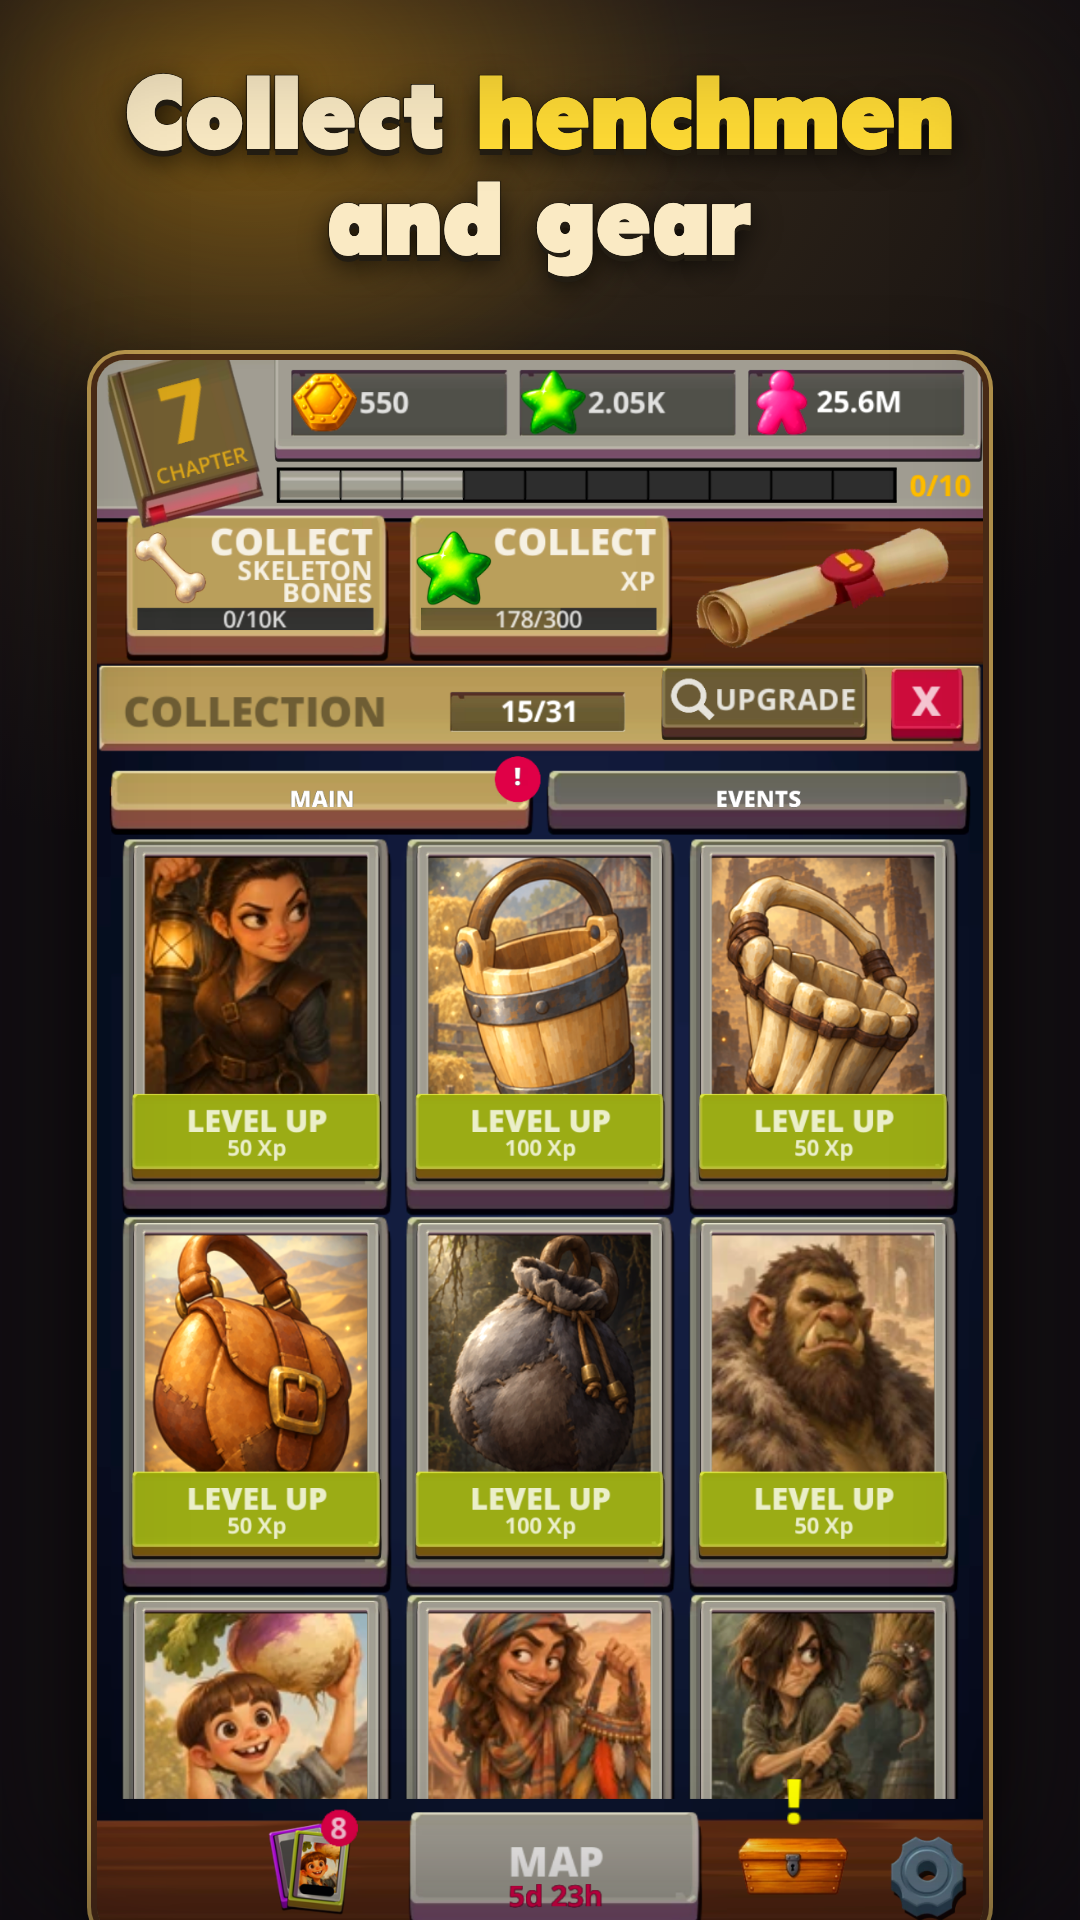 Collect henchmen
and gear
7
CHAPTER
550
2.05K
25.6M
0/10
COLLECT
SKELETON
BONES
0/10K
COLLECT
XP
178/300
!
COLLECTION
15/31
UPGRADE
X
MAIN
!
EVENTS
LEVEL UP
50 Xp
LEVEL UP
100 Xp
LEVEL UP
50 Xp
LEVEL UP
50 Xp
LEVEL UP
100 Xp
LEVEL UP
50 Xp
8
MAP
5d 23h
!